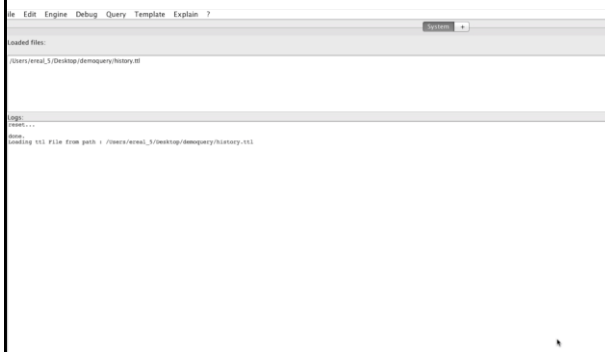 ile Edit Engine Debug Query Template Explain ?
System +
Loaded files:
/Users/ereal_5/Desktop/demoquery/history.ttl
Logs:
reset...
done.
Loading ttl File from path : /Users/ereal_5/Desktop/demoquery/history.ttl